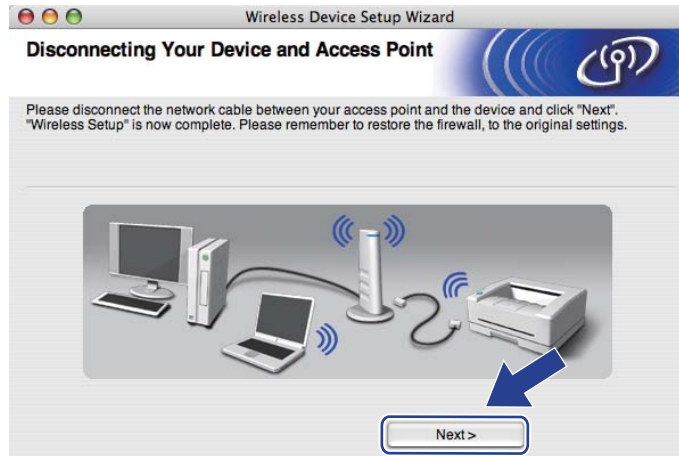 Wireless Device Setup Wizard
Disconnecting Your Device and Access Point
Please disconnect the network cable between your access point and the device and click "Next".
"Wireless Setup" is now complete. Please remember to restore the firewall, to the original settings.
Next >